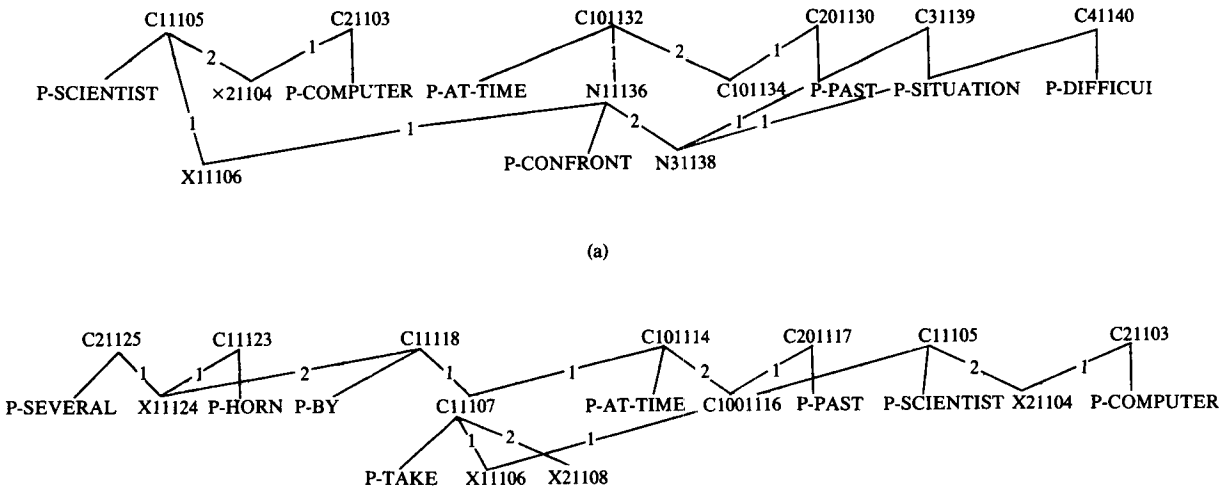 C11105 C21103 C101132 C201130 C31139 C41140
2 1 1 2 1
P-SCIENTIST ×21104 P-COMPUTER P-AT-TIME N11136 C101134 P-PAST P-SITUATION P-DIFFICUI
1 1 2 1 1
X11106 P-CONFRONT N31138
(a)
C21125 C11123 C11118 C101114 C201117 C11105 C21103
1 1 2 1 1 2 1 2 1
P-SEVERAL X11124 P-HORN P-BY C11107 P-AT-TIME C1001116 P-PAST P-SCIENTIST X21104 P-COMPUTER
1 2 1
P-TAKE X11106 X21108